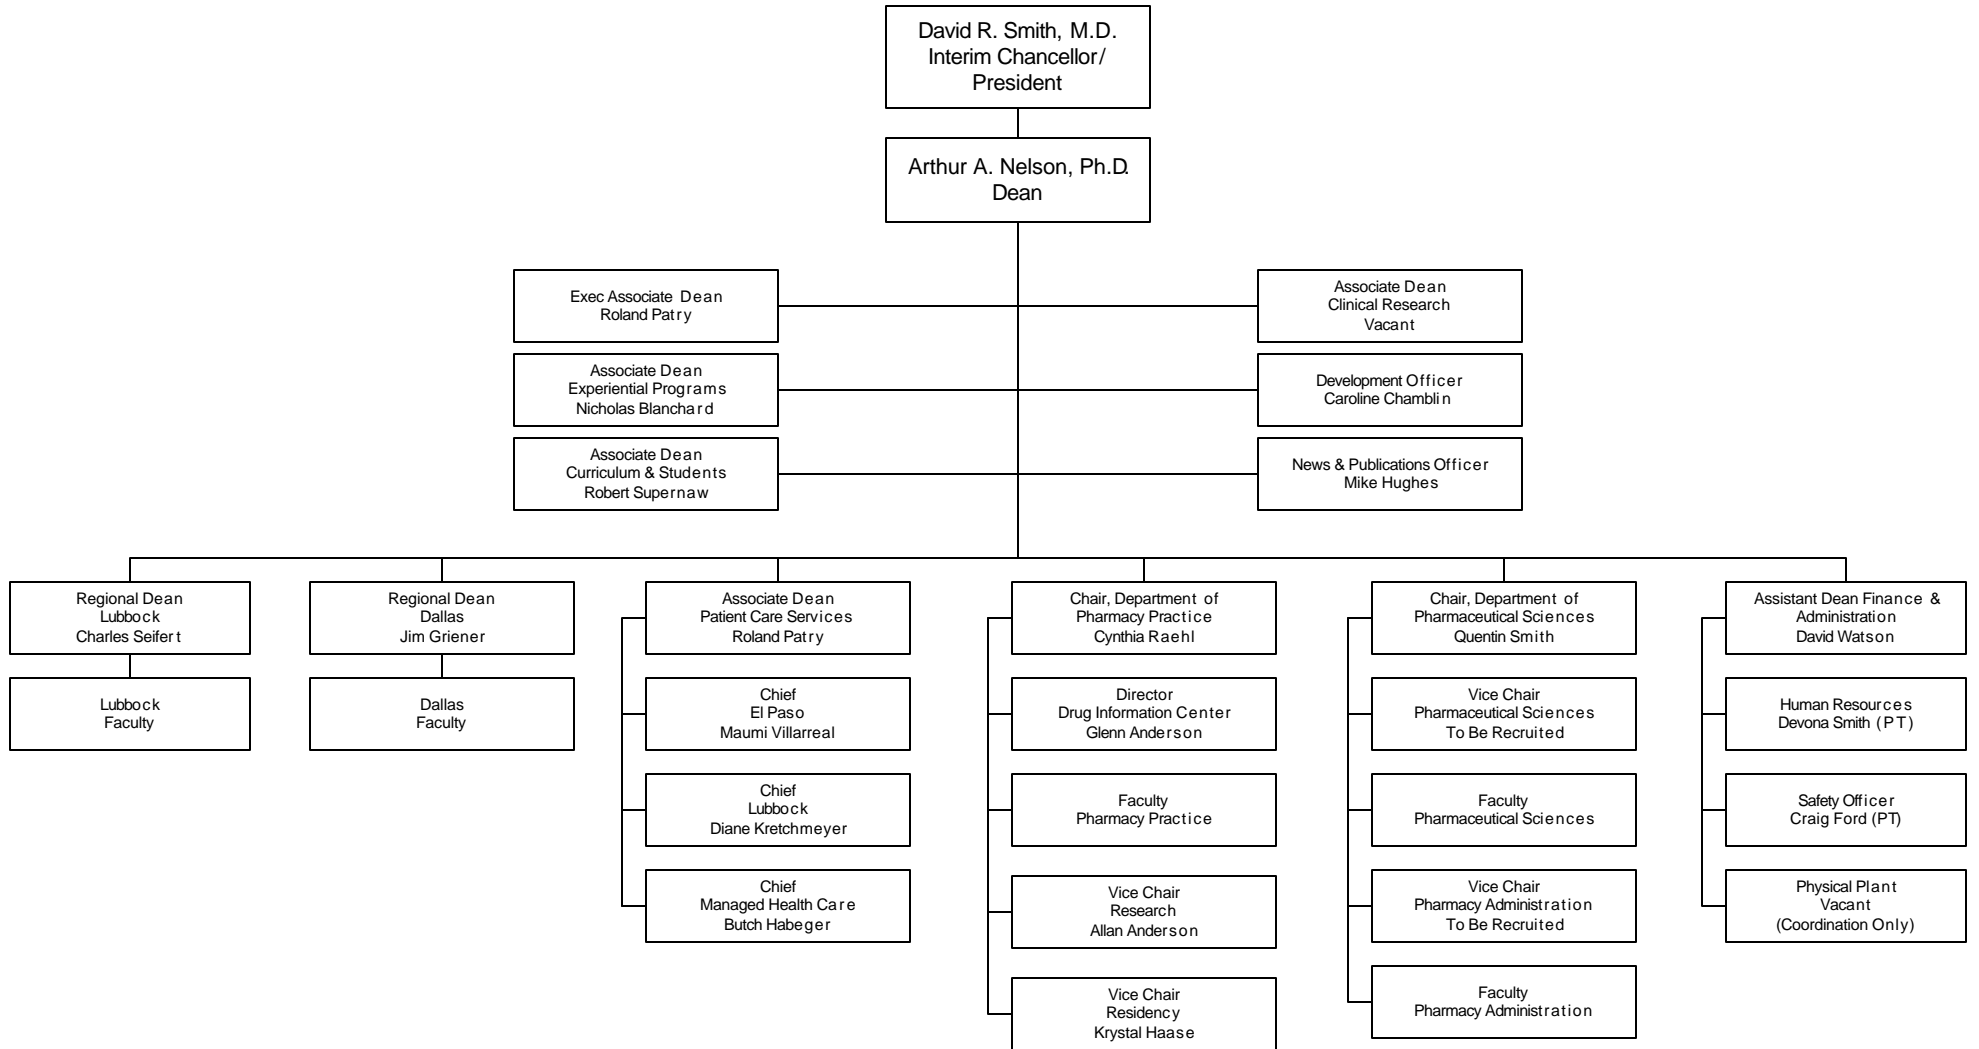 David R. Smith, M.D.
Interim Chancellor/
President
Arthur A. Nelson, Ph.D.
Dean
Exec Associate Dean
Roland Patry
Associate Dean
Clinical Research
Vacant
Associate Dean
Experiential Programs
Nicholas Blanchard
Development Officer
Caroline Chamblin
Associate Dean
Curriculum & Students
Robert Supernaw
News & Publications Officer
Mike Hughes
Regional Dean
Lubbock
Charles Seifert
Regional Dean
Dallas
Jim Griener
Associate Dean
Patient Care Services
Roland Patry
Chair, Department of
Pharmacy Practice
Cynthia Raehl
Chair, Department of
Pharmaceutical Sciences
Quentin Smith
Assistant Dean Finance &
Administration
David Watson
Lubbock
Faculty
Dallas
Faculty
Chief
El Paso
Maumi Villarreal
Director
Drug Information Center
Glenn Anderson
Vice Chair
Pharmaceutical Sciences
To Be Recruited
Human Resources
Devona Smith (PT)
Chief
Lubbock
Diane Kretchmeyer
Faculty
Pharmacy Practice
Faculty
Pharmaceutical Sciences
Safety Officer
Craig Ford (PT)
Chief
Managed Health Care
Butch Habeger
Vice Chair
Research
Allan Anderson
Vice Chair
Pharmacy Administration
To Be Recruited
Physical Plant
Vacant
(Coordination Only)
Vice Chair
Residency
Krystal Haase
Faculty
Pharmacy Administration